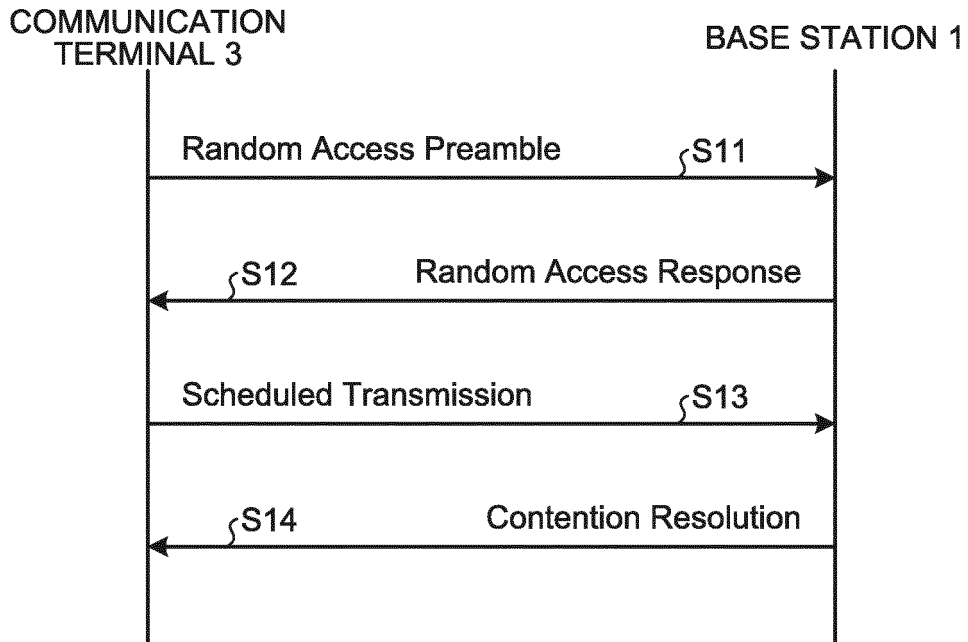 COMMUNICATION
TERMINAL 3
BASE STATION 1
Random Access Preamble
S11
S12
Random Access Response
Scheduled Transmission
S13
S14
Contention Resolution